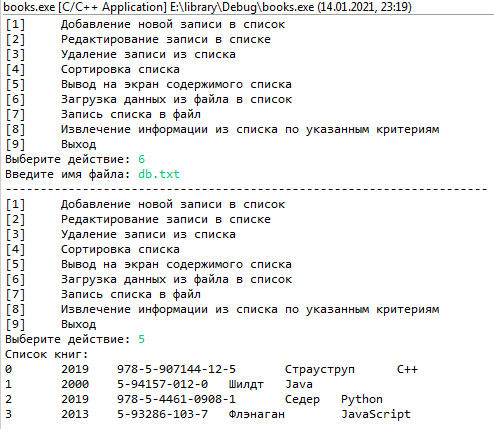 books.exe [C/C++ Application] E:\library\Debug\books.exe (14.01.2021, 23:19)
[1] Добавление новой записи в список
[2] Редактирование записи в списке
[3] Удаление записи из списка
[4] Сортировка списка
[5] Вывод на экран содержимого списка
[6] Загрузка данных из файла в список
[7] Запись списка в файл
[8] Извлечение информации из списка по указанным критериям
[9] Выход
Выберите действие: 6
Введите имя файла: db.txt
----------------------------------------------------------------------
[1] Добавление новой записи в список
[2] Редактирование записи в списке
[3] Удаление записи из списка
[4] Сортировка списка
[5] Вывод на экран содержимого списка
[6] Загрузка данных из файла в список
[7] Запись списка в файл
[8] Извлечение информации из списка по указанным критериям
[9] Выход
Выберите действие: 5
Список книг:
0 2019 978-5-907144-12-5 Страуструп C++
1 2000 5-94157-012-0 Шилдт Java
2 2019 978-5-4461-0908-1 Седер Python
3 2013 5-93286-103-7 Флэнаган JavaScript